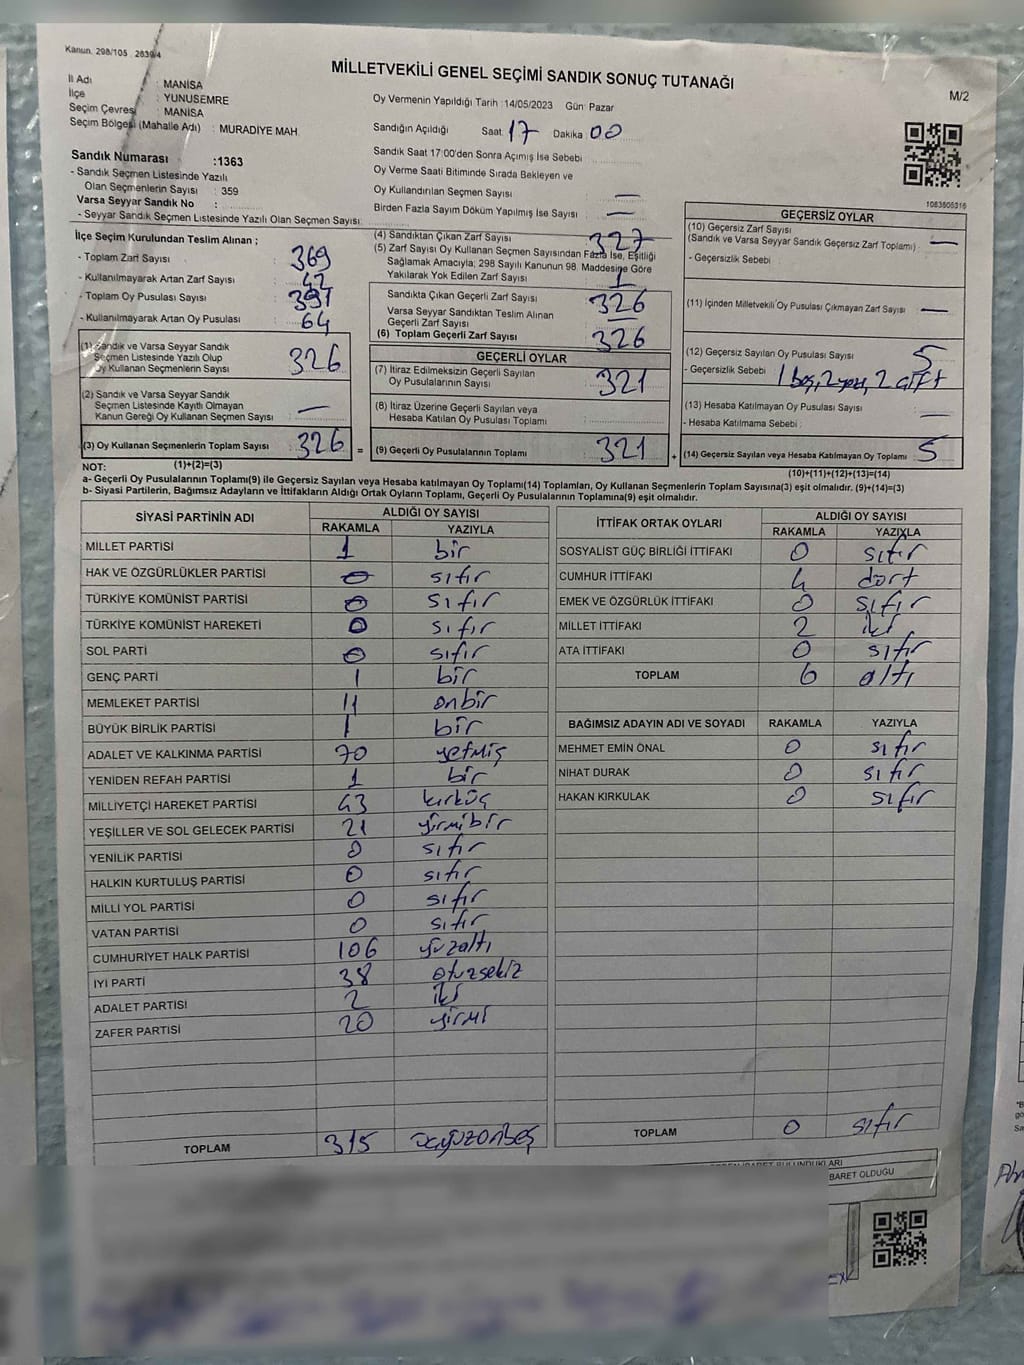 Kanun. 298/105 , 2839/4
MİLLETVEKİLİ GENEL SEÇİMİ SANDIK SONUÇ TUTANAĞI
M/2
İl Adı : MANİSA
İlçe : YUNUSEMRE
Seçim Çevresi : MANİSA
Seçim Bölgesi (Mahalle Adı) : MURADİYE MAH.
Oy Vermenin Yapıldığı Tarih : 14/05/2023 Gün : Pazar
Sandığın Açıldığı Saat : 17 Dakika : 00
Sandık Saat 17:00'den Sonra Açımış İse Sebebi
Oy Verme Saati Bitiminde Sırada Bekleyen ve
Oy Kullandırılan Seçmen Sayısı —
Birden Fazla Sayım Döküm Yapılmış İse Sayısı —
1083505316
Sandık Numarası : 1363
- Sandık Seçmen Listesinde Yazılı
Olan Seçmenlerin Sayısı : 359
Varsa Seyyar Sandık No :
- Seyyar Sandık Seçmen Listesinde Yazılı Olan Seçmen Sayısı :
İlçe Seçim Kurulundan Teslim Alınan ;
- Toplam Zarf Sayısı : 369
- Kullanılmayarak Artan Zarf Sayısı : 42
- Toplam Oy Pusulası Sayısı : 391
- Kullanılmayarak Artan Oy Pusulası : 64
(1) Sandık ve Varsa Seyyar Sandık
Seçmen Listesinde Yazılı Olup
Oy Kullanan Seçmenlerin Sayısı : 326
(2) Sandık ve Varsa Seyyar Sandık
Seçmen Listesinde Kayıtlı Olmayan
Kanun Gereği Oy Kullanan Seçmen Sayısı : —
(3) Oy Kullanan Seçmenlerin Toplam Sayısı : 326 =
(4) Sandıktan Çıkan Zarf Sayısı : 327
(5) Zarf Sayısı Oy Kullanan Seçmen Sayısından Fazla İse, Eşitliği
Sağlamak Amacıyla; 298 Sayılı Kanunun 98. Maddesine Göre
Yakılarak Yok Edilen Zarf Sayısı : 1
Sandıkta Çıkan Geçerli Zarf Sayısı : 326
Varsa Seyyar Sandıktan Teslim Alınan
Geçerli Zarf Sayısı : —
(6) Toplam Geçerli Zarf Sayısı : 326
GEÇERLİ OYLAR
(7) İtiraz Edilmeksizin Geçerli Sayılan
Oy Pusulalarının Sayısı : 321
(8) İtiraz Üzerine Geçerli Sayılan veya
Hesaba Katılan Oy Pusulası Toplamı
(9) Geçerli Oy Pusulalarının Toplamı : 321 +
GEÇERSİZ OYLAR
(10) Geçersiz Zarf Sayısı
(Sandık ve Varsa Seyyar Sandık Geçersiz Zarf Toplamı) : —
- Geçersizlik Sebebi :
(11) İçinden Milletvekili Oy Pusulası Çıkmayan Zarf Sayısı : —
(12) Geçersiz Sayılan Oy Pusulası Sayısı : 5
- Geçersizlik Sebebi : 1 boş, 2 yazı, 2 çift
(13) Hesaba Katılmayan Oy Pusulası Sayısı : —
- Hesaba Katılmama Sebebi :
(14) Geçersiz Sayılan veya Hesaba Katılmayan Oy Toplamı : 5
NOT: (1)+(2)=(3)
(10)+(11)+(12)+(13)=(14)
a- Geçerli Oy Pusulalarının Toplamı(9) ile Geçersiz Sayılan veya Hesaba katılmayan Oy Toplamı(14) Toplamları, Oy Kullanan Seçmenlerin Toplam Sayısına(3) eşit olmalıdır. (9)+(14)=(3)
b- Siyasi Partilerin, Bağımsız Adayların ve İttifakların Aldığı Ortak Oyların Toplamı, Geçerli Oy Pusulalarının Toplamına(9) eşit olmalıdır.
SİYASİ PARTİNİN ADI ALDIĞI OY SAYISI
RAKAMLA YAZIYLA
MİLLET PARTİSİ 1 bir
HAK VE ÖZGÜRLÜKLER PARTİSİ 0 sıfır
TÜRKİYE KOMÜNİST PARTİSİ 0 sıfır
TÜRKİYE KOMÜNİST HAREKETİ 0 sıfır
SOL PARTİ 0 sıfır
GENÇ PARTİ 1 bir
MEMLEKET PARTİSİ 11 onbir
BÜYÜK BİRLİK PARTİSİ 1 bir
ADALET VE KALKINMA PARTİSİ 70 yetmiş
YENİDEN REFAH PARTİSİ 1 bir
MİLLİYETÇİ HAREKET PARTİSİ 43 kırküç
YEŞİLLER VE SOL GELECEK PARTİSİ 21 yirmibir
YENİLİK PARTİSİ 0 sıfır
HALKIN KURTULUŞ PARTİSİ 0 sıfır
MİLLİ YOL PARTİSİ 0 sıfır
VATAN PARTİSİ 0 sıfır
CUMHURİYET HALK PARTİSİ 106 yüzaltı
İYİ PARTİ 38 otuzsekiz
ADALET PARTİSİ 2 iki
ZAFER PARTİSİ 20 yirmi
TOPLAM 315 üçyüzonbeş
İTTİFAK ORTAK OYLARI ALDIĞI OY SAYISI
RAKAMLA YAZIYLA
SOSYALİST GÜÇ BİRLİĞİ İTTİFAKI 0 sıfır
CUMHUR İTTİFAKI 4 dört
EMEK VE ÖZGÜRLÜK İTTİFAKI 0 sıfır
MİLLET İTTİFAKI 2 iki
ATA İTTİFAKI 0 sıfır
TOPLAM 6 altı
BAĞIMSIZ ADAYIN ADI VE SOYADI RAKAMLA YAZIYLA
MEHMET EMİN ÖNAL 0 sıfır
NİHAT DURAK 0 sıfır
HAKAN KIRKULAK 0 sıfır
TOPLAM 0 sıfır
BARET OLDUĞU